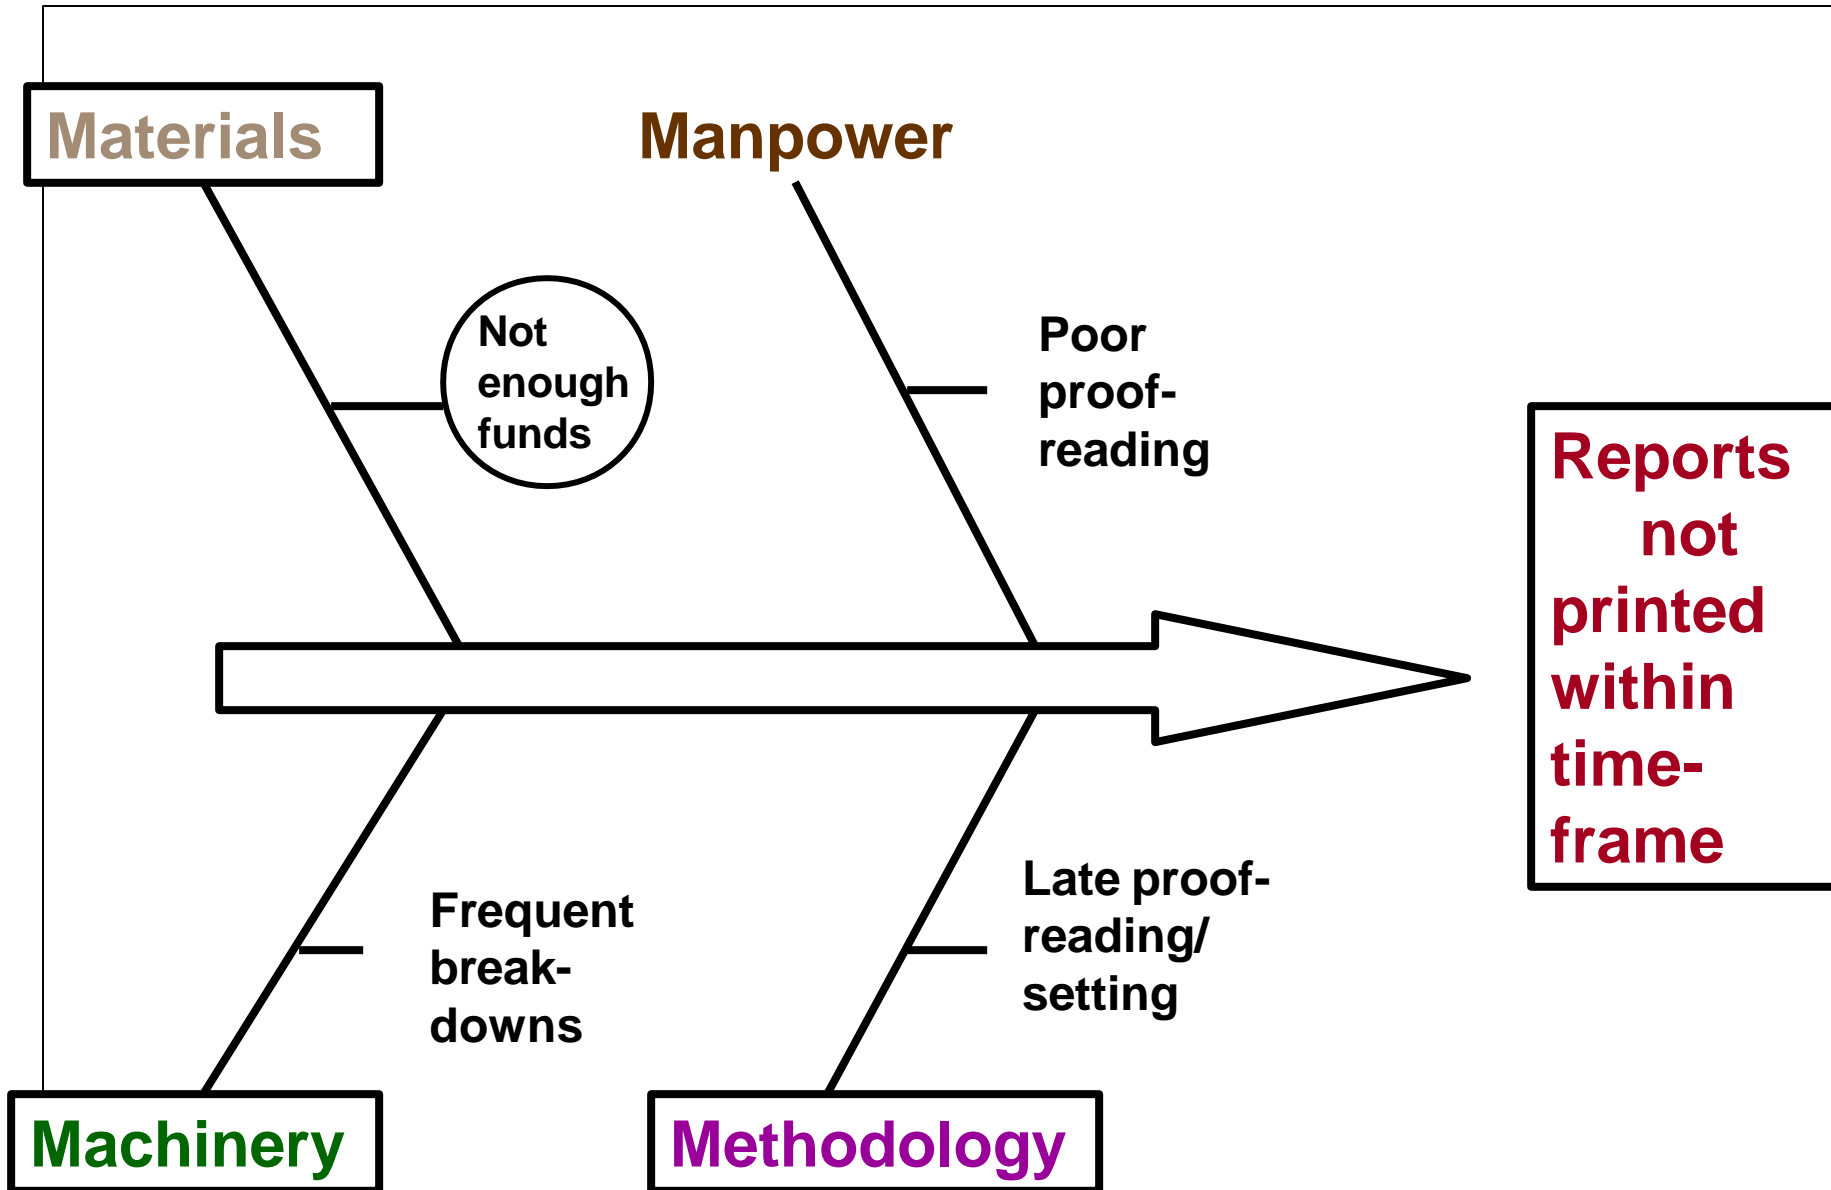 Materials
Manpower
Not
enough
funds
Poor
proof-
reading
Reports
not
printed
within
time-
frame
Frequent
break-
downs
Late proof-
reading/
setting
Machinery
Methodology